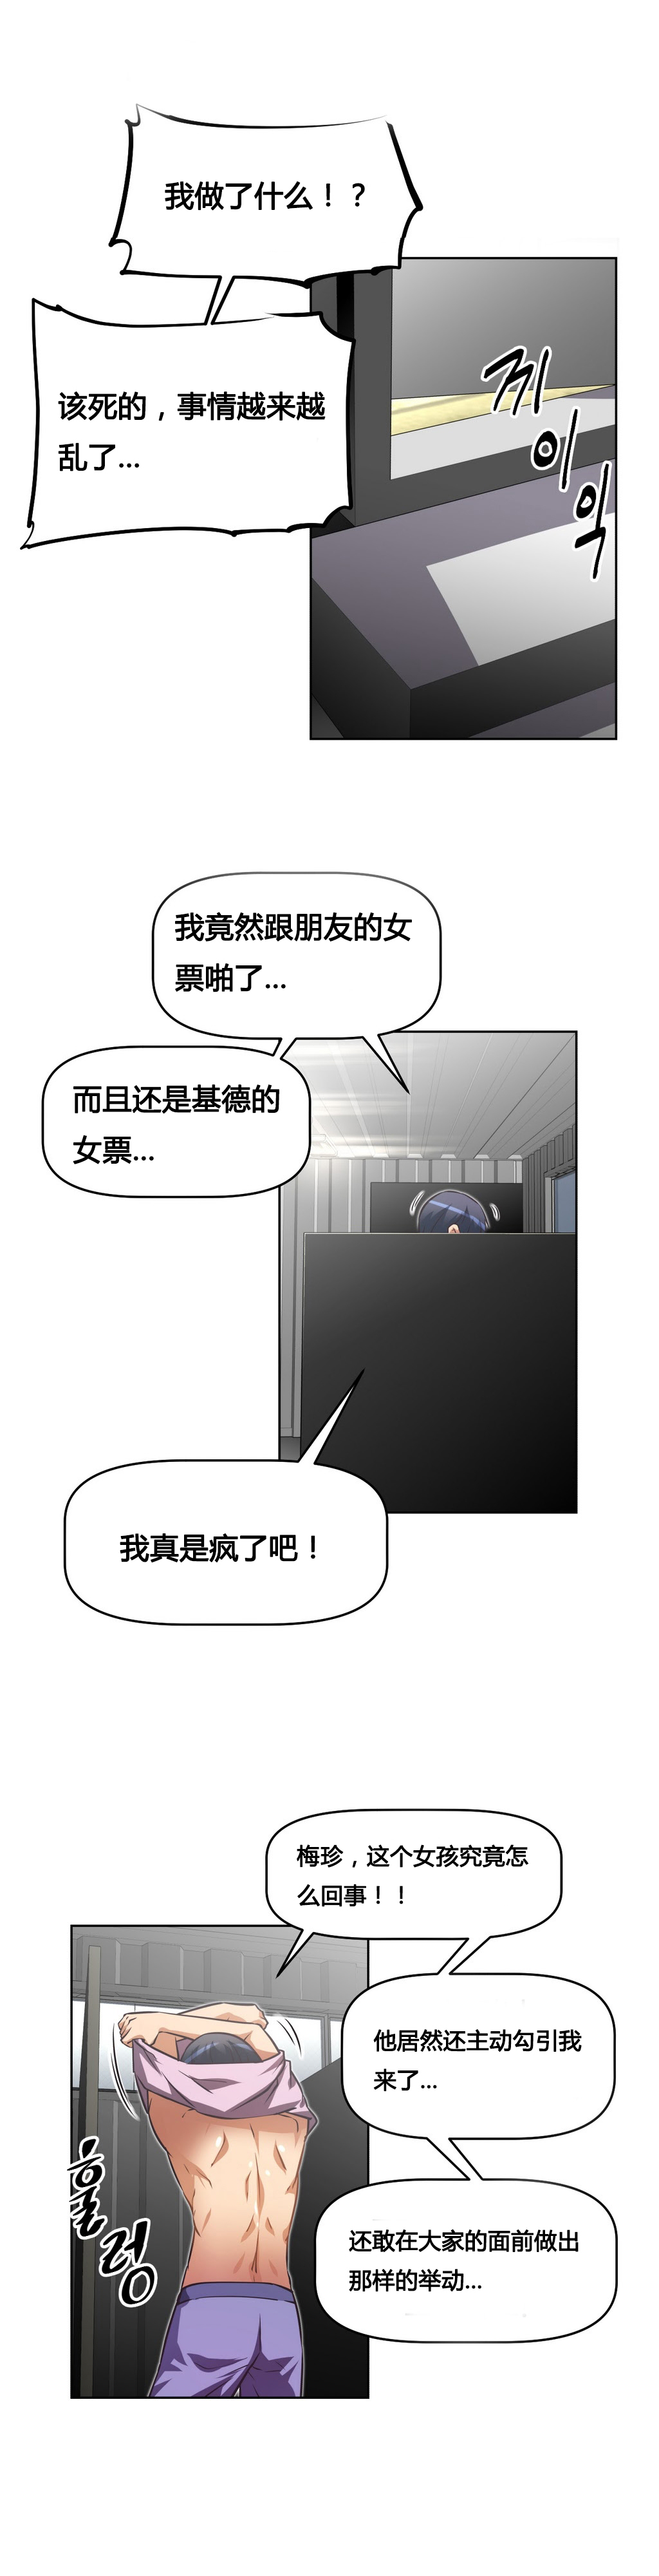 我做了什么！？
该死的，事情越来越
乱了...
끼
이
익
我竟然跟朋友的女
票啪了...
而且还是基德的
女票...
我真是疯了吧！
梅珍，这个女孩究竟怎
么回事！！
他居然还主动勾引我
来了...
还敢在大家的面前做出
那样的举动...
훌
렁